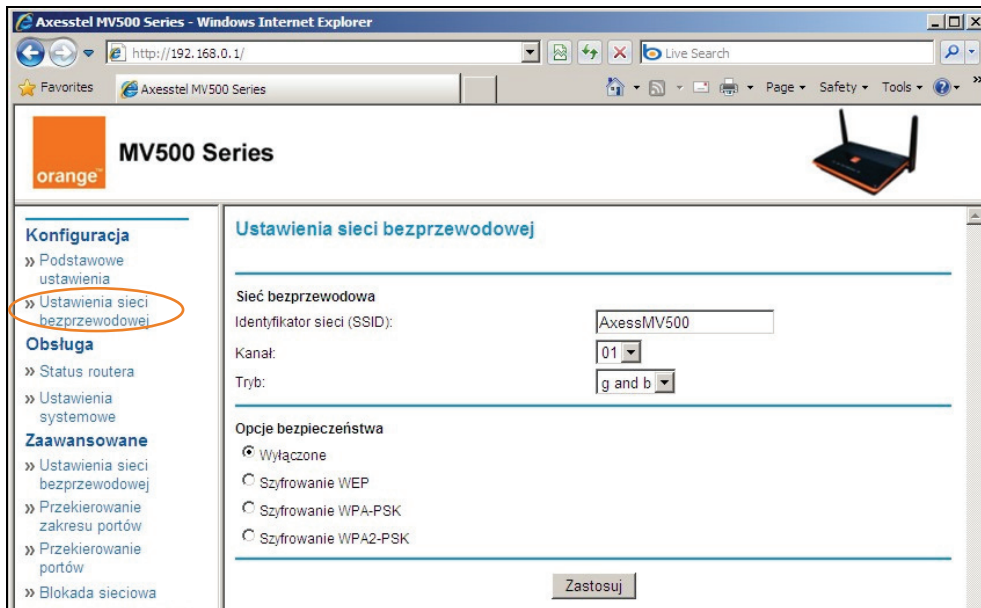 Axesstel MV500 Series - Windows Internet Explorer
http://192.168.0.1/
Live Search
Favorites
Axesstel MV500 Series
Page
Safety
Tools
»
orange™
MV500 Series
Konfiguracja
» Podstawowe
ustawienia
» Ustawienia sieci
bezprzewodowej
Obsługa
» Status routera
» Ustawienia
systemowe
Zaawansowane
» Ustawienia sieci
bezprzewodowej
» Przekierowanie
zakresu portów
» Przekierowanie
portów
» Blokada sieciowa
Ustawienia sieci bezprzewodowej
Sieć bezprzewodowa
Identyfikator sieci (SSID): AxessMV500
Kanał: 01
Tryb: g and b
Opcje bezpieczeństwa
Wyłączone
Szyfrowanie WEP
Szyfrowanie WPA-PSK
Szyfrowanie WPA2-PSK
Zastosuj